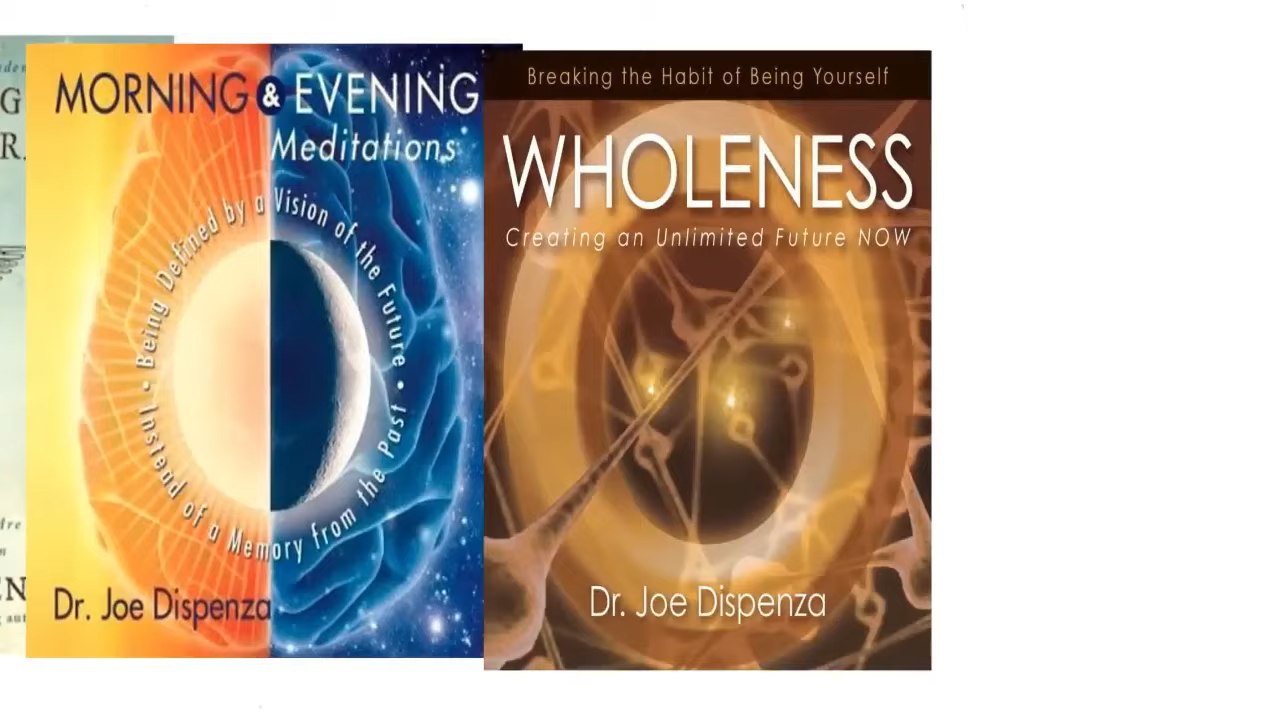 G
R.
EN
MORNING & EVENING
Meditations
Being Defined by a Vision of the Future • Instead of a Memory from the Past •
Dr. Joe Dispenza
Breaking the Habit of Being Yourself
WHOLENESS
Creating an Unlimited Future NOW
Dr. Joe Dispenza